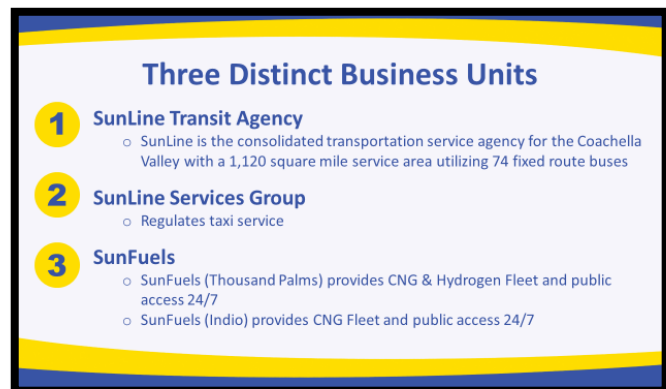 Three Distinct Business Units
1 SunLine Transit Agency
○ SunLine is the consolidated transportation service agency for the Coachella
Valley with a 1,120 square mile service area utilizing 74 fixed route buses
2 SunLine Services Group
○ Regulates taxi service
3 SunFuels
○ SunFuels (Thousand Palms) provides CNG & Hydrogen Fleet and public
access 24/7
○ SunFuels (Indio) provides CNG Fleet and public access 24/7